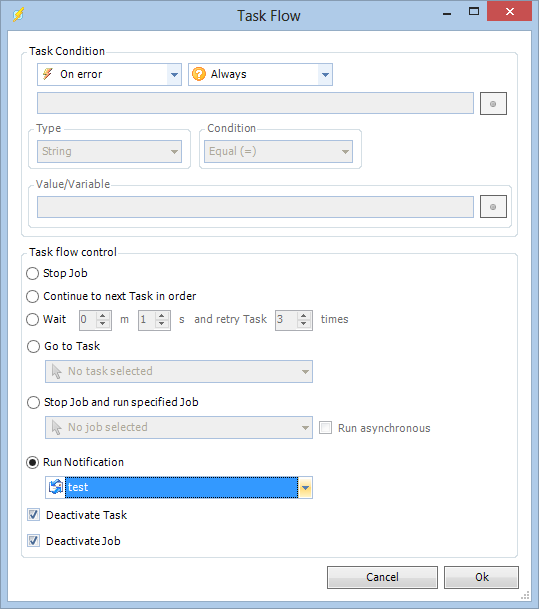 Task Flow
Task Condition
On error Always
Type Condition
String Equal (=)
Value/Variable
Task flow control
Stop Job
Continue to next Task in order
Wait 0 m 1 s and retry Task 3 times
Go to Task
No task selected
Stop Job and run specified Job
No job selected Run asynchronous
Run Notification
test
Deactivate Task
Deactivate Job
Cancel Ok